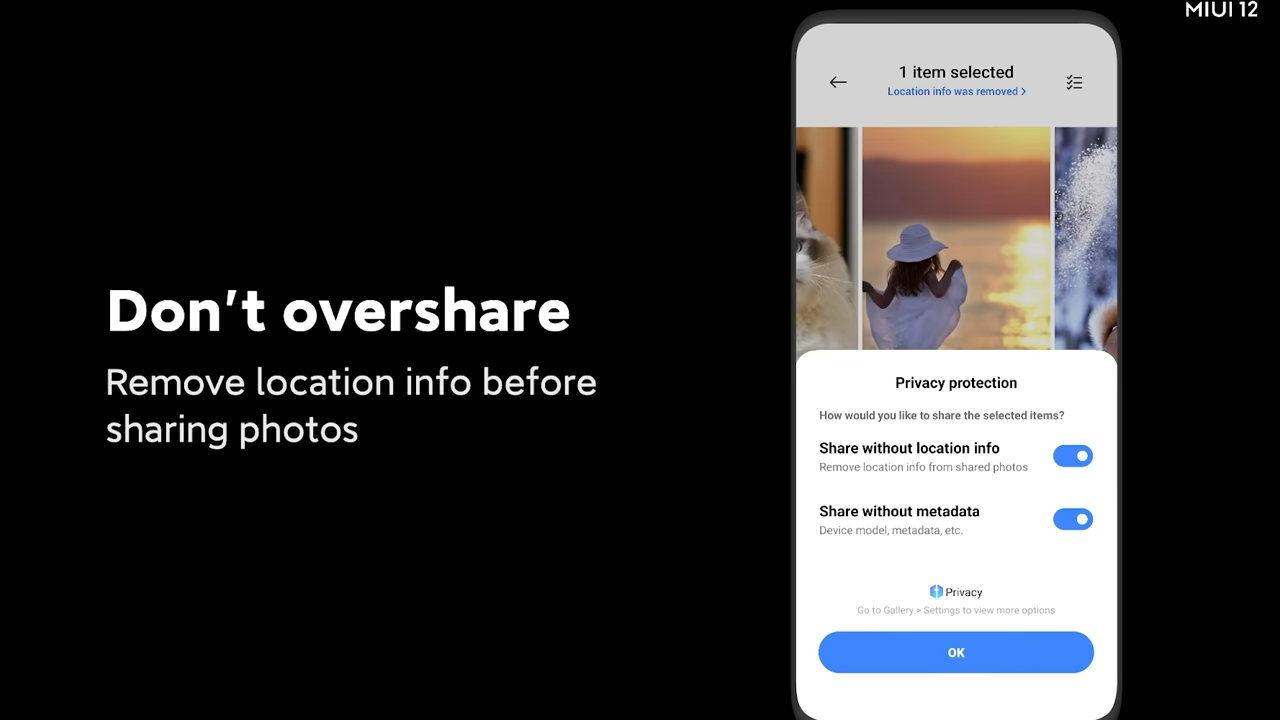 MIUI 12
Don't overshare
Remove location info before
sharing photos
1 item selected
Location info was removed >
Privacy protection
How would you like to share the selected items?
Share without location info
Remove location info from shared photos
Share without metadata
Device model, metadata, etc.
Privacy
Go to Gallery > Settings to view more options
OK